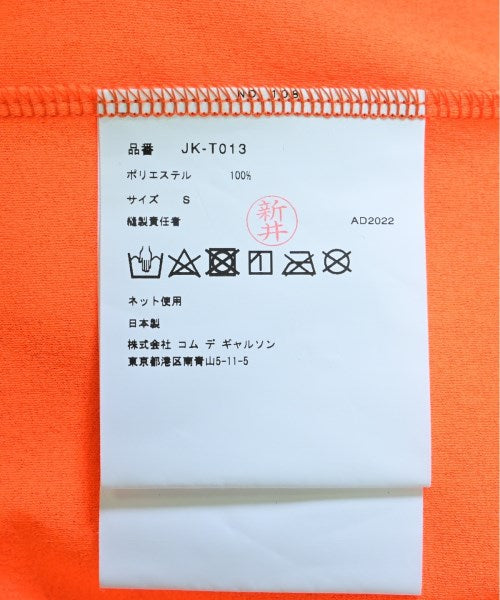 NO. 108
品番 JK-T013
ポリエステル 100%
サイズ S
縫製責任者 新井 AD2022
ネット使用
日本製
株式会社 コム デ ギャルソン
東京都港区南青山5-11-5